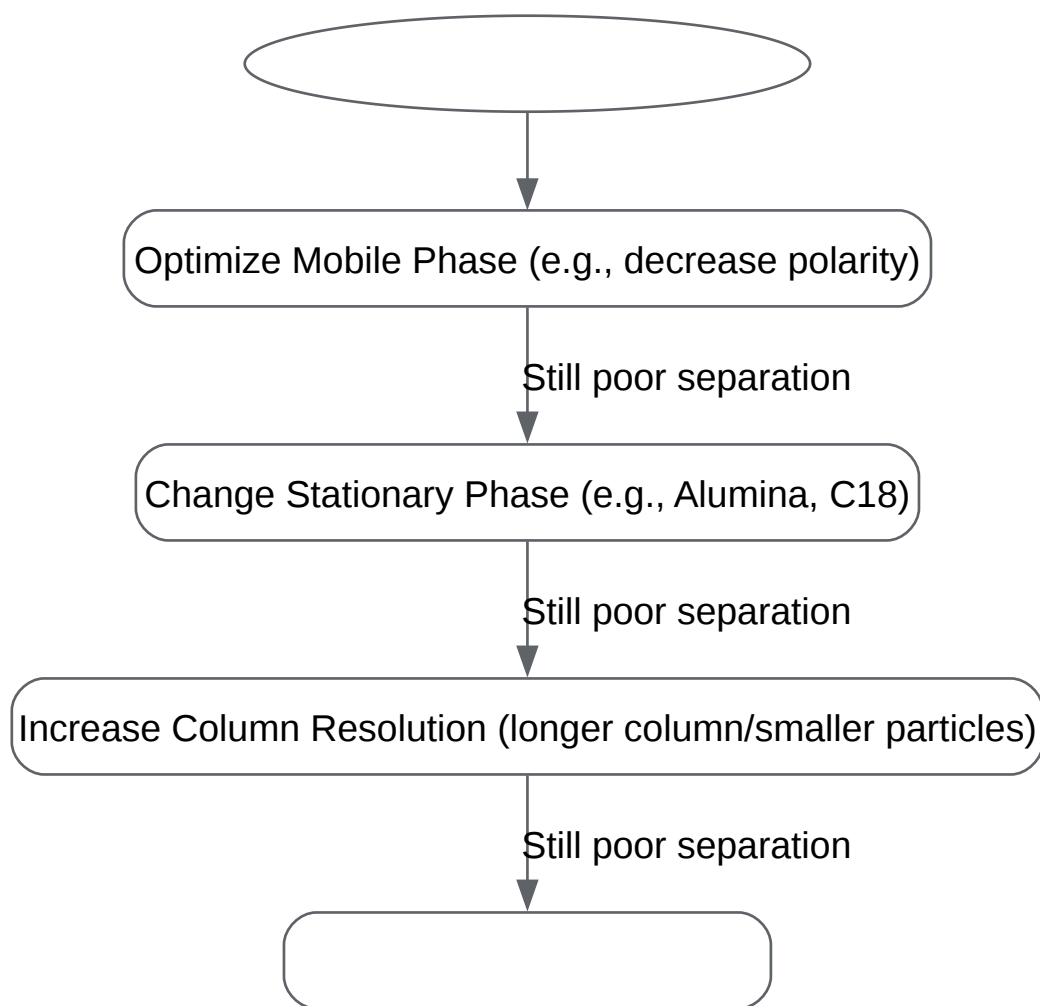 Optimize Mobile Phase (e.g., decrease polarity)
Still poor separation
Change Stationary Phase (e.g., Alumina, C18)
Still poor separation
Increase Column Resolution (longer column/smaller particles)
Still poor separation